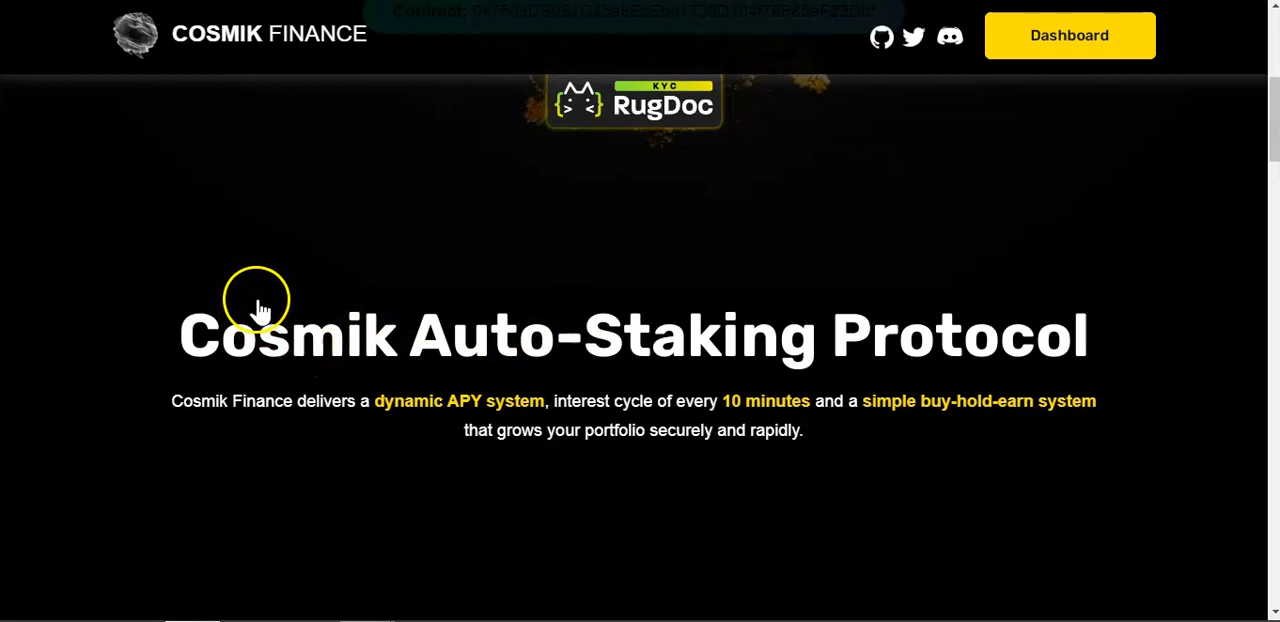 Contract:
COSMIK FINANCE
Dashboard
KYC
RugDoc
Cosmik Auto-Staking Protocol
Cosmik Finance delivers a dynamic APY system, interest cycle of every 10 minutes and a simple buy-hold-earn system
that grows your portfolio securely and rapidly.